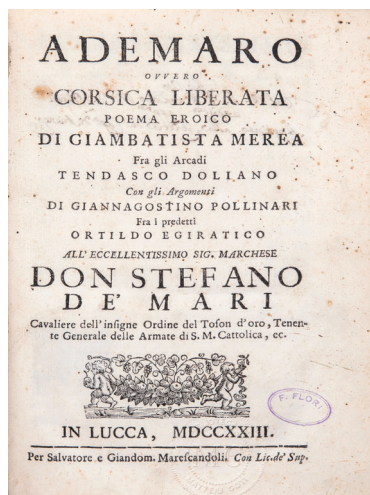 ADEMARO
OVVERO
CORSICA LIBERATA
POEMA EROICO
DI GIAMBATISTA MERÉA
Fra gli Arcadi
TENDASCO DOLIANO
Con gli Argomenti
DI GIANNAGOSTINO POLLINARI
Fra i predetti
ORTILDO EGIRATICO
ALL' ECCELLENTISSIMO SIG. MARCHESE
DON STEFANO
DE' MARI
Cavaliere dell'insigne Ordine del Toson d'oro, Tenen-
te Generale delle Armate di S. M. Cattolica, ec.
F. FLORI
IN LUCCA, MDCCXXIII.
Per Salvatore e Giandom. Marescandoli. Con Lic. de' Sup.